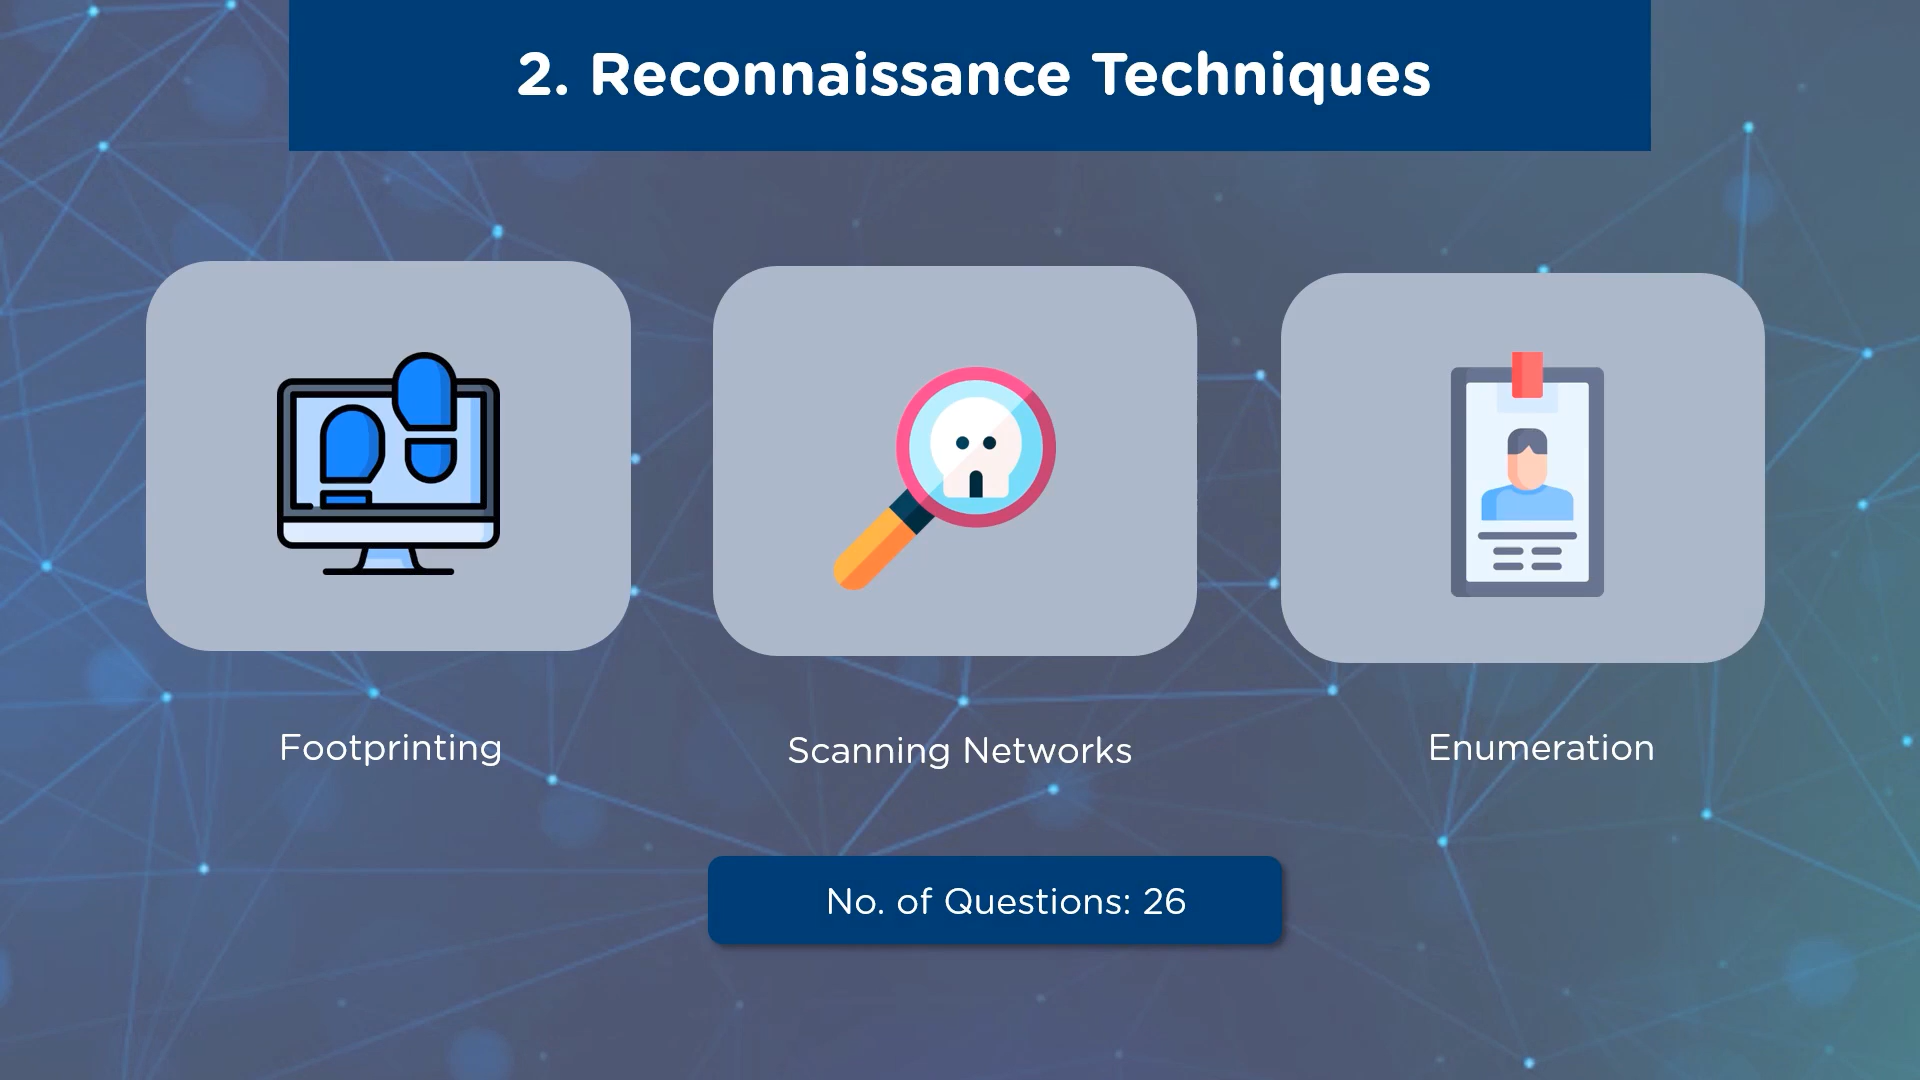 2. Reconnaissance Techniques
Footprinting
Scanning Networks
Enumeration
No. of Questions: 26